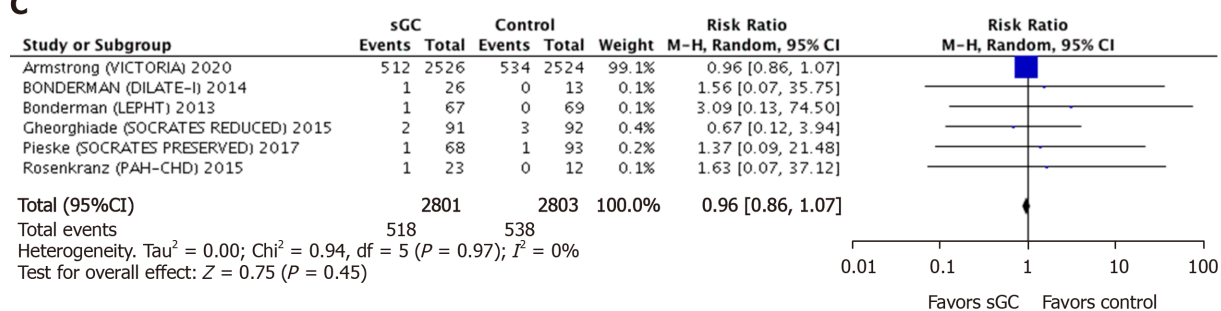 C
sGC Control Risk Ratio Risk Ratio
Study or Subgroup Events Total Events Total Weight M-H, Random, 95% CI M-H, Random, 95% CI
Armstrong (VICTORIA) 2020 512 2526 534 2524 99.1% 0.96 [0.86, 1.07]
BONDERMAN (DILATE-I) 2014 1 26 0 13 0.1% 1.56 [0.07, 35.75]
Bonderman (LEPHT) 2013 1 67 0 69 0.1% 3.09 [0.13, 74.50]
Gheorghiade (SOCRATES REDUCED) 2015 2 91 3 92 0.4% 0.67 [0.12, 3.94]
Pieske (SOCRATES PRESERVED) 2017 1 68 1 93 0.2% 1.37 [0.09, 21.48]
Rosenkranz (PAH-CHD) 2015 1 23 0 12 0.1% 1.63 [0.07, 37.12]
Total (95%CI) 2801 2803 100.0% 0.96 [0.86, 1.07]
Total events 518 538
Heterogeneity. Tau² = 0.00; Chi² = 0.94, df = 5 (P = 0.97); I² = 0%
Test for overall effect: Z = 0.75 (P = 0.45)
0.01 0.1 1 10 100
Favors sGC Favors control